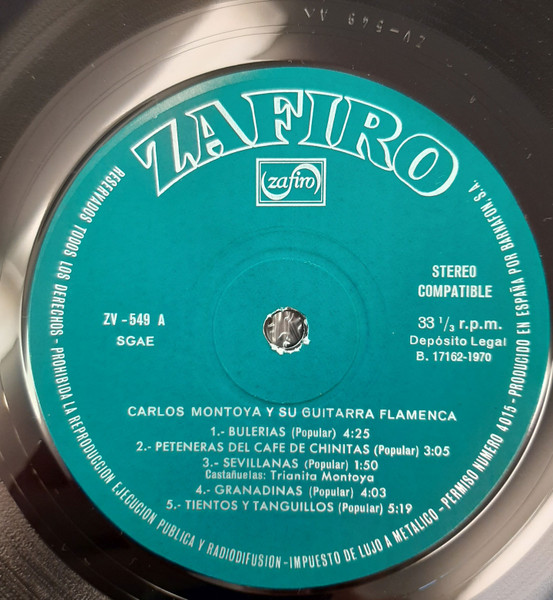 ZV-549 A
ZAFIRO
zafiro
STEREO
COMPATIBLE
ZV-549 A
SGAE
33 1/3 r.p.m.
Depósito Legal
B. 17162-1970
CARLOS MONTOYA Y SU GUITARRA FLAMENCA
1.- BULERIAS (Popular) 4:25
2.- PETENERAS DEL CAFE DE CHINITAS (Popular) 3:05
3.- SEVILLANAS (Popular) 1:50
Castañuelas: Trianita Montoya
4.- GRANADINAS (Popular) 4:03
5.- TIENTOS Y TANGUILLOS (Popular) 5:19
RESERVADOS TODOS LOS DERECHOS - PROHIBIDA LA REPRODUCCION EJECUCION PUBLICA Y RADIODIFUSION - IMPUESTO DE LUJO A METALICO - PERMISO NUMERO 4015 - PRODUCIDO EN ESPAÑA POR BARNAFON, S.A.